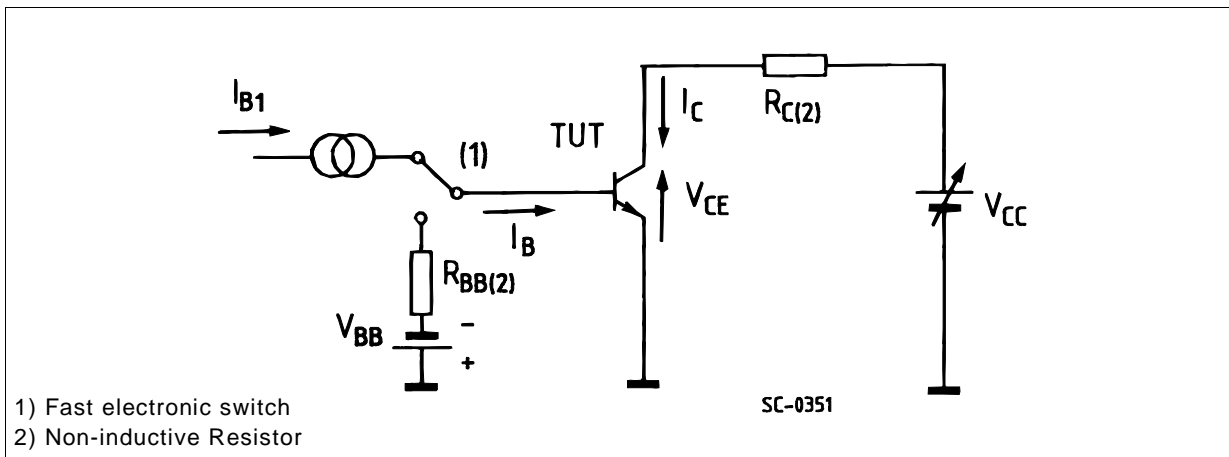 I_B1
(1)
TUT
I_C
R_C(2)
V_CE
V_CC
I_B
R_BB(2)
V_BB
-
+
SC-0351
1) Fast electronic switch
2) Non-inductive Resistor